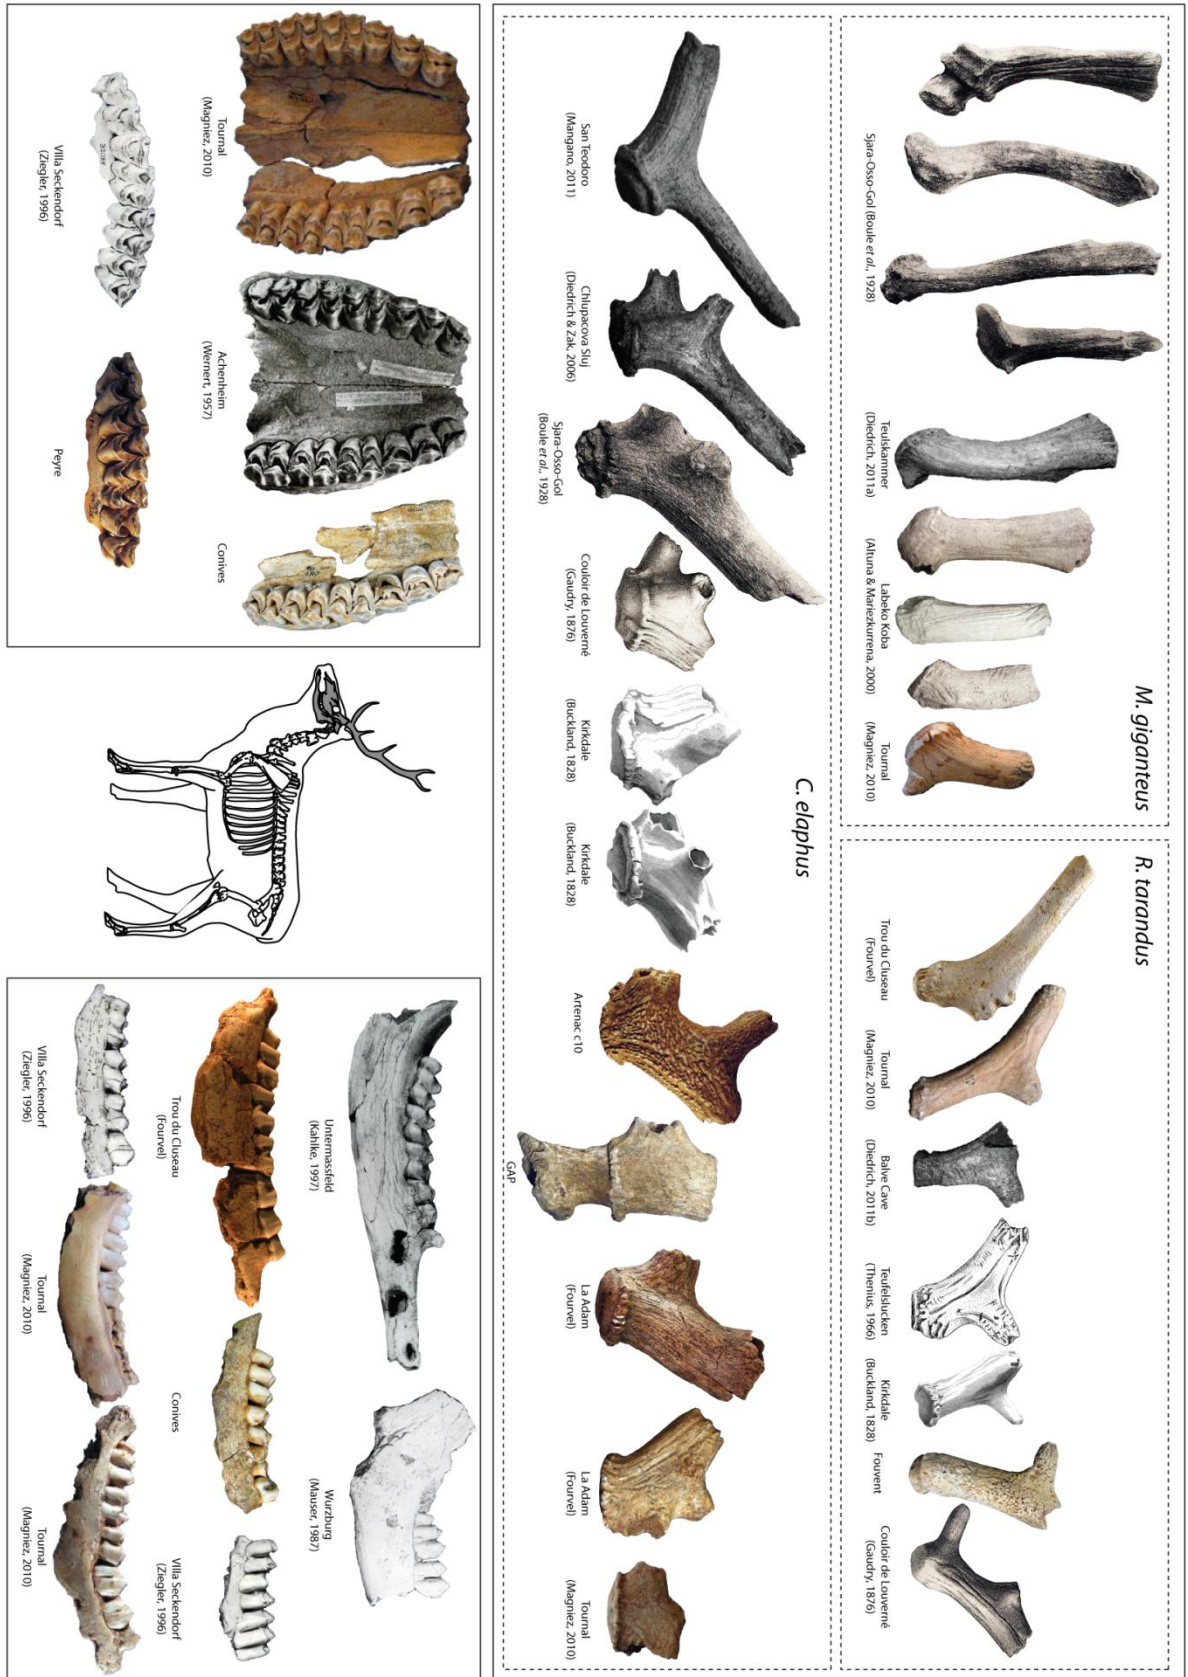 M. giganteus
Sjara-Osso-Gol (Boule et al., 1928)
Teulskammer
(Diedrich, 2011a)
Labeko Koba
(Altuna & Mariezkurrena, 2000)
Tournal
(Magniez, 2010)
R. tarandus
Trou du Cluseau
(Fourvel)
Tournal
(Magniez, 2010)
Balve Cave
(Diedrich, 2011b)
Teufelslucken
(Thenius, 1966)
Kirkdale
(Buckland, 1828)
Fouvent
Couloir de Louverné
(Gaudry, 1876)
C. elaphus
San Teodoro
(Mangano, 2011)
Chlupacova Sluj
(Diedrich & Zak, 2006)
Sjara-Osso-Gol
(Boule et al., 1928)
Couloir de Louverné
(Gaudry, 1876)
Kirkdale
(Buckland, 1828)
Kirkdale
(Buckland, 1828)
Artenac c10
GAP
La Adam
(Fourvel)
La Adam
(Fourvel)
Tournal
(Magniez, 2010)
Tournal
(Magniez, 2010)
Achenheim
(Wernert, 1957)
Conives
Villa Seckendorf
(Ziegler, 1996)
Peyre
Untermassfeld
(Kahlke, 1997)
Wurzburg
(Mauser, 1987)
Trou du Cluseau
(Fourvel)
Conives
Villa Seckendorf
(Ziegler, 1996)
Villa Seckendorf
(Ziegler, 1996)
Tournal
(Magniez, 2010)
Tournal
(Magniez, 2010)